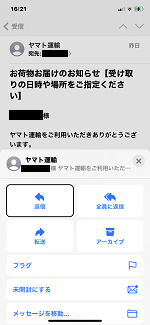 16:21
受信
ヤマト運輸
昨日
宛先:
お荷物お届けのお知らせ【受け取りの日時や場所をご指定ください】
様
ヤマト運輸をご利用いただきありがとうございます。
ヤマト運輸
様 ヤマト運輸をご利用いただ…
返信
全員に返信
転送
アーカイブ
フラグ
未開封にする
メッセージを移動...